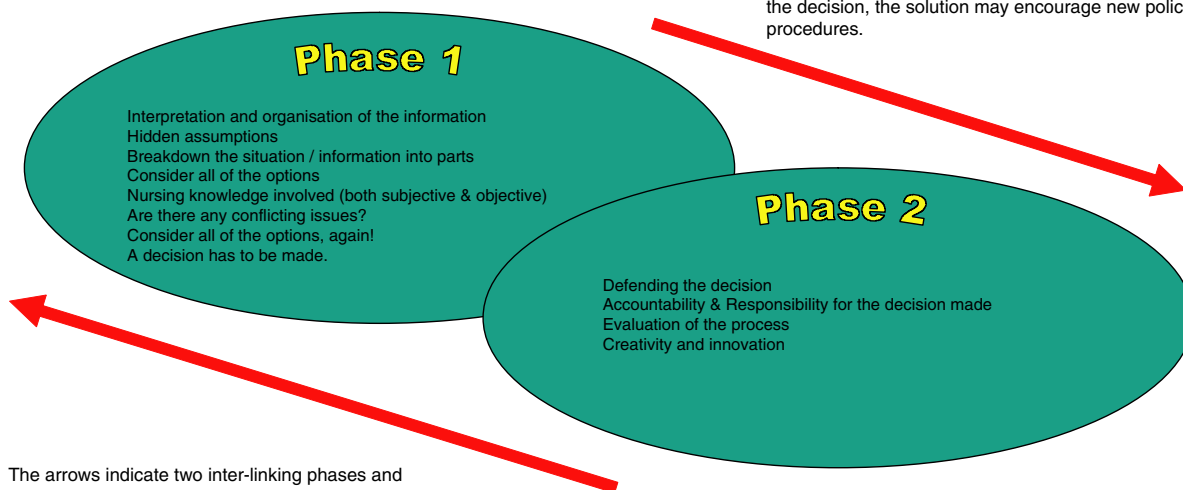 the decision, the solution may encourage new polic
procedures.
Phase 1
Interpretation and organisation of the information
Hidden assumptions
Breakdown the situation / information into parts
Consider all of the options
Nursing knowledge involved (both subjective & objective)
Are there any conflicting issues?
Consider all of the options, again!
A decision has to be made.
Phase 2
Defending the decision
Accountability & Responsibility for the decision made
Evaluation of the process
Creativity and innovation
The arrows indicate two inter-linking phases and